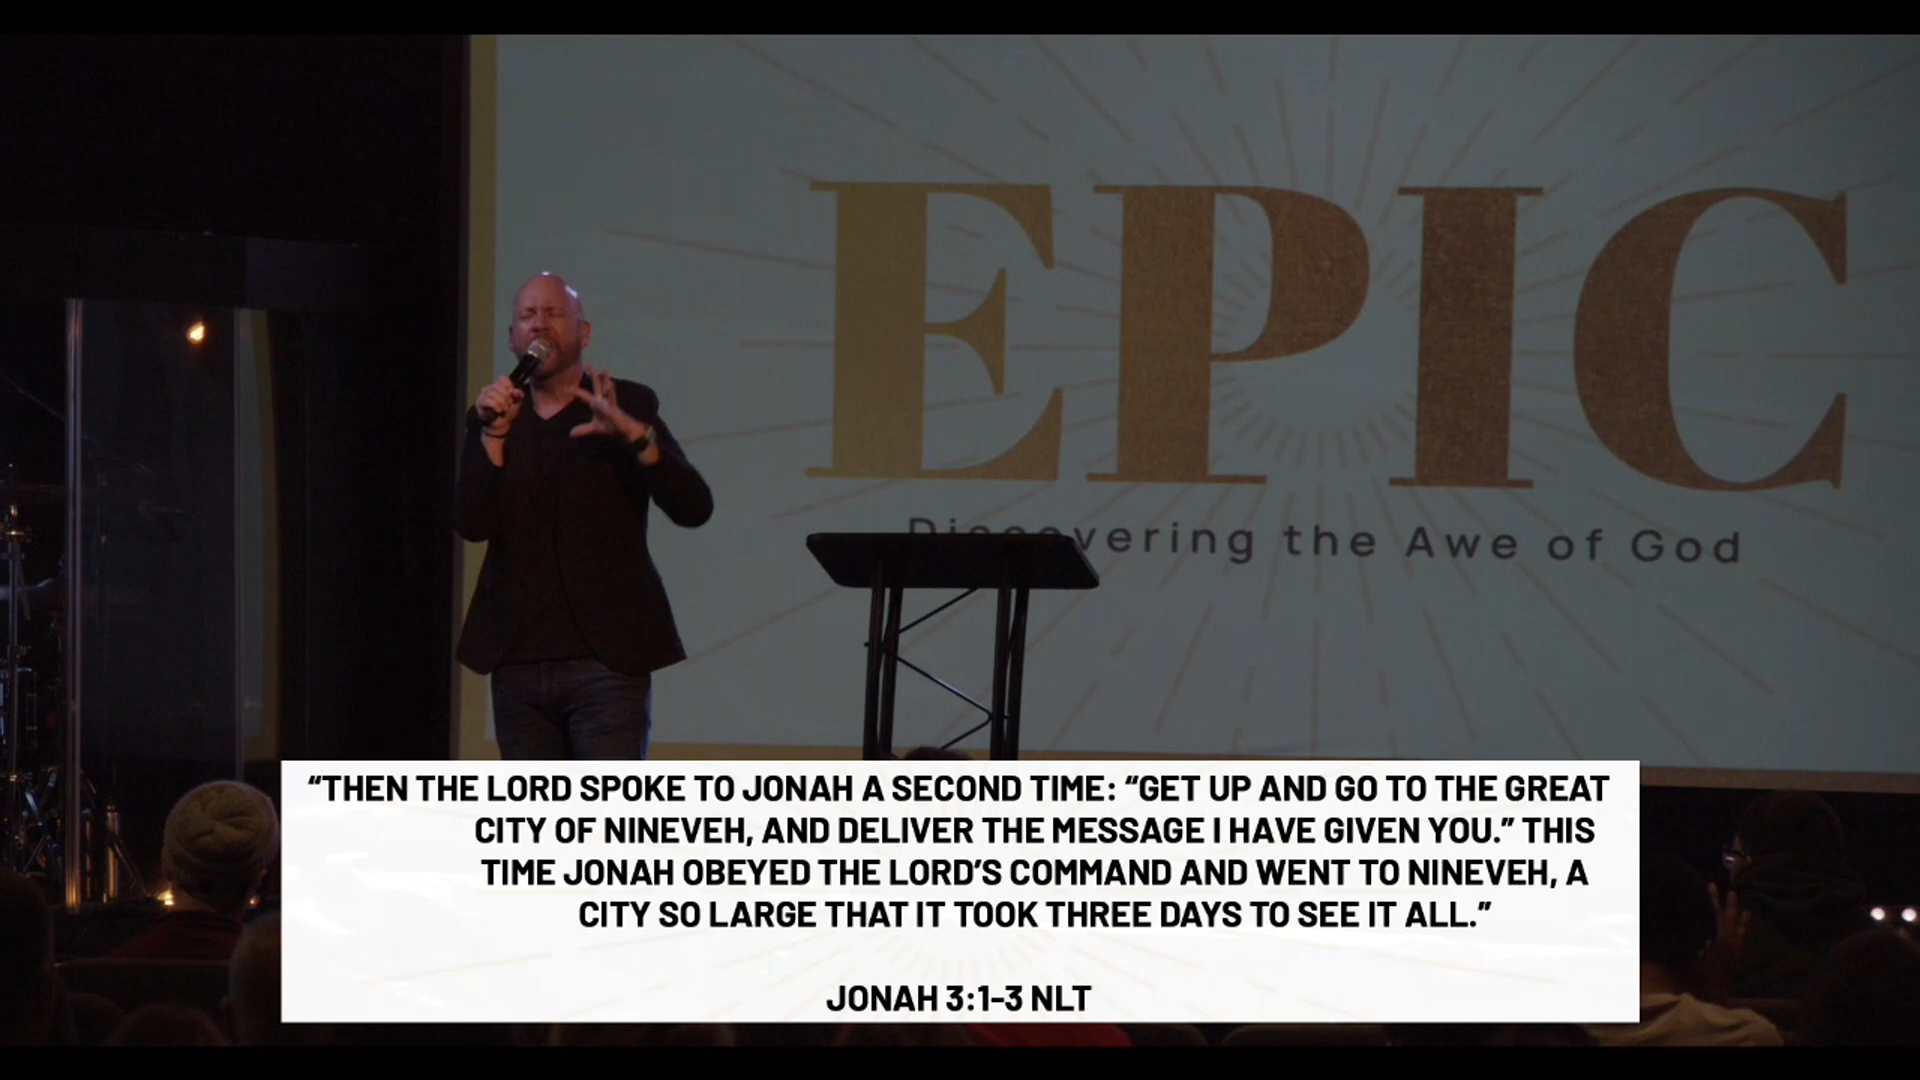 EPIC
Discovering the Awe of God
“THEN THE LORD SPOKE TO JONAH A SECOND TIME: “GET UP AND GO TO THE GREAT
CITY OF NINEVEH, AND DELIVER THE MESSAGE I HAVE GIVEN YOU.” THIS
TIME JONAH OBEYED THE LORD’S COMMAND AND WENT TO NINEVEH, A
CITY SO LARGE THAT IT TOOK THREE DAYS TO SEE IT ALL.”
JONAH 3:1-3 NLT